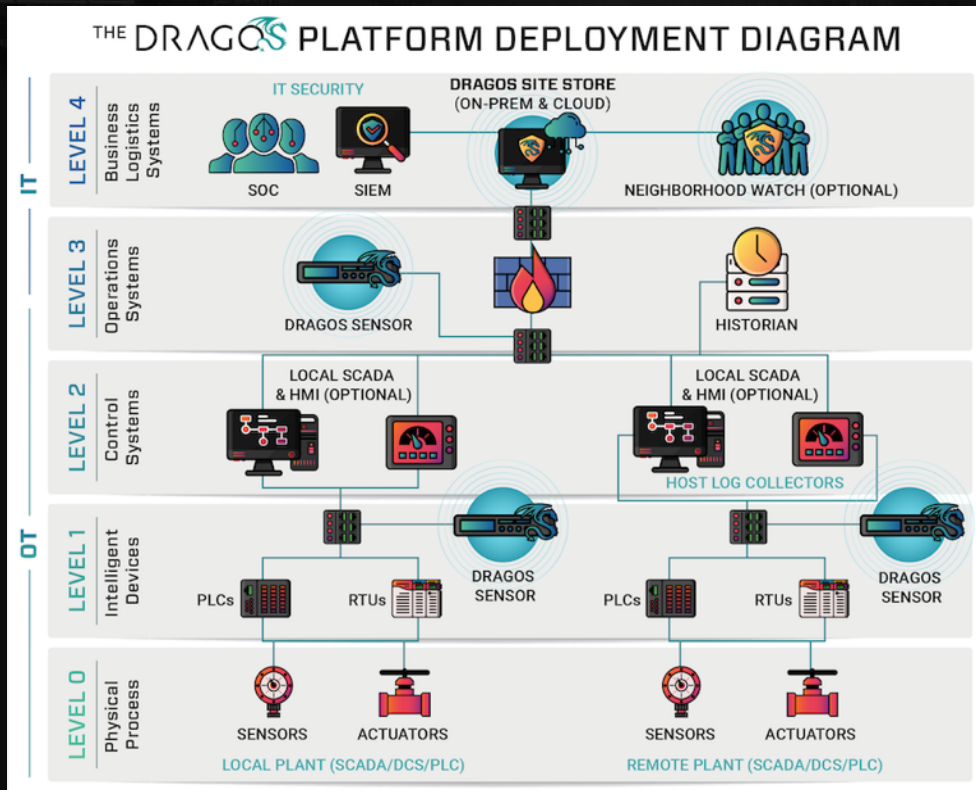 THE DRAGOS PLATFORM DEPLOYMENT DIAGRAM
IT
OT
LEVEL 4
Business
Logistics
Systems
IT SECURITY
SOC
SIEM
DRAGOS SITE STORE
(ON-PREM & CLOUD)
NEIGHBORHOOD WATCH (OPTIONAL)
LEVEL 3
Operations
Systems
DRAGOS SENSOR
HISTORIAN
LEVEL 2
Control
Systems
LOCAL SCADA
& HMI (OPTIONAL)
LOCAL SCADA
& HMI (OPTIONAL)
HOST LOG COLLECTORS
LEVEL 1
Intelligent
Devices
PLCs
RTUs
DRAGOS
SENSOR
PLCs
RTUs
DRAGOS
SENSOR
LEVEL 0
Physical
Process
SENSORS
ACTUATORS
SENSORS
ACTUATORS
LOCAL PLANT (SCADA/DCS/PLC)
REMOTE PLANT (SCADA/DCS/PLC)